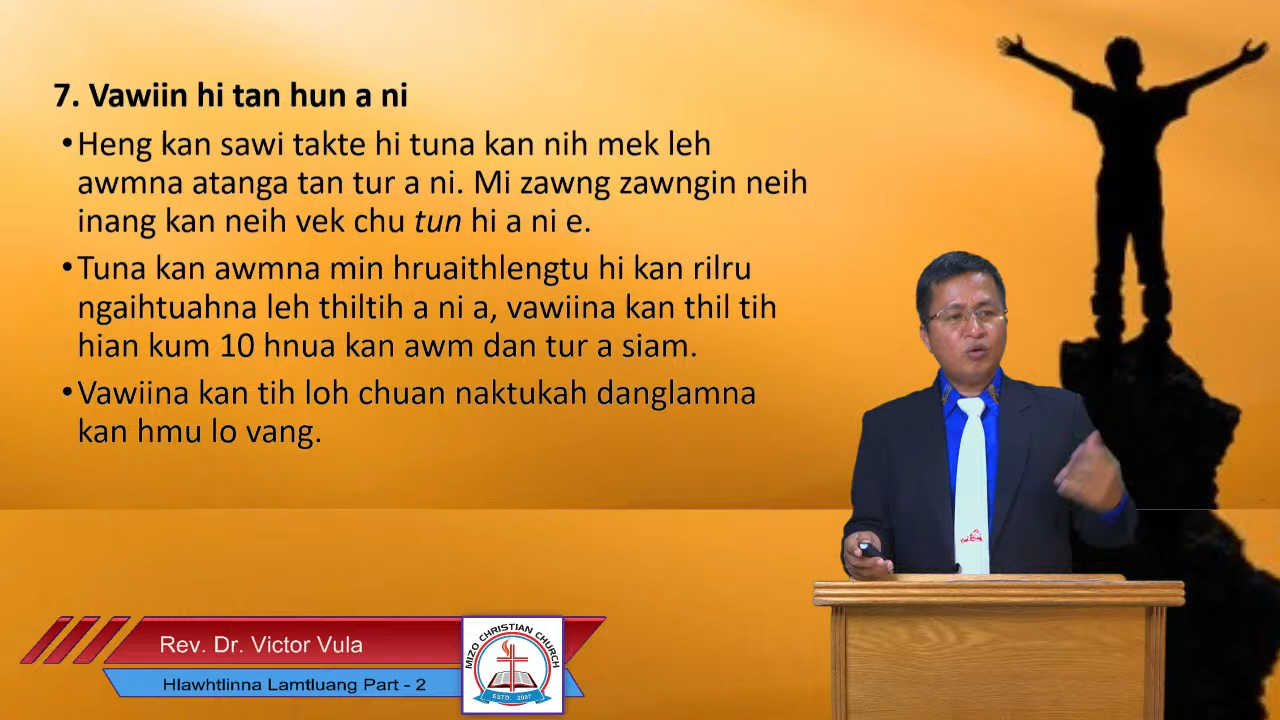 7. Vawiin hi tan hun a ni
•Heng kan sawi takte hi tuna kan nih mek leh
awmna atanga tan tur a ni. Mi zawng zawngin neih
inang kan neih vek chu tun hi a ni e.
•Tuna kan awmna min hruaithlengtu hi kan rilru
ngaihtuahna leh thiltih a ni a, vawiina kan thil tih
hian kum 10 hnua kan awm dan tur a siam.
•Vawiina kan tih loh chuan naktukah danglamna
kan hmu lo vang.
Rev. Dr. Victor Vula
Hlawhtlinna Lamtluang Part - 2
MIZO CHRISTIAN CHURCH
ESTD. -2007